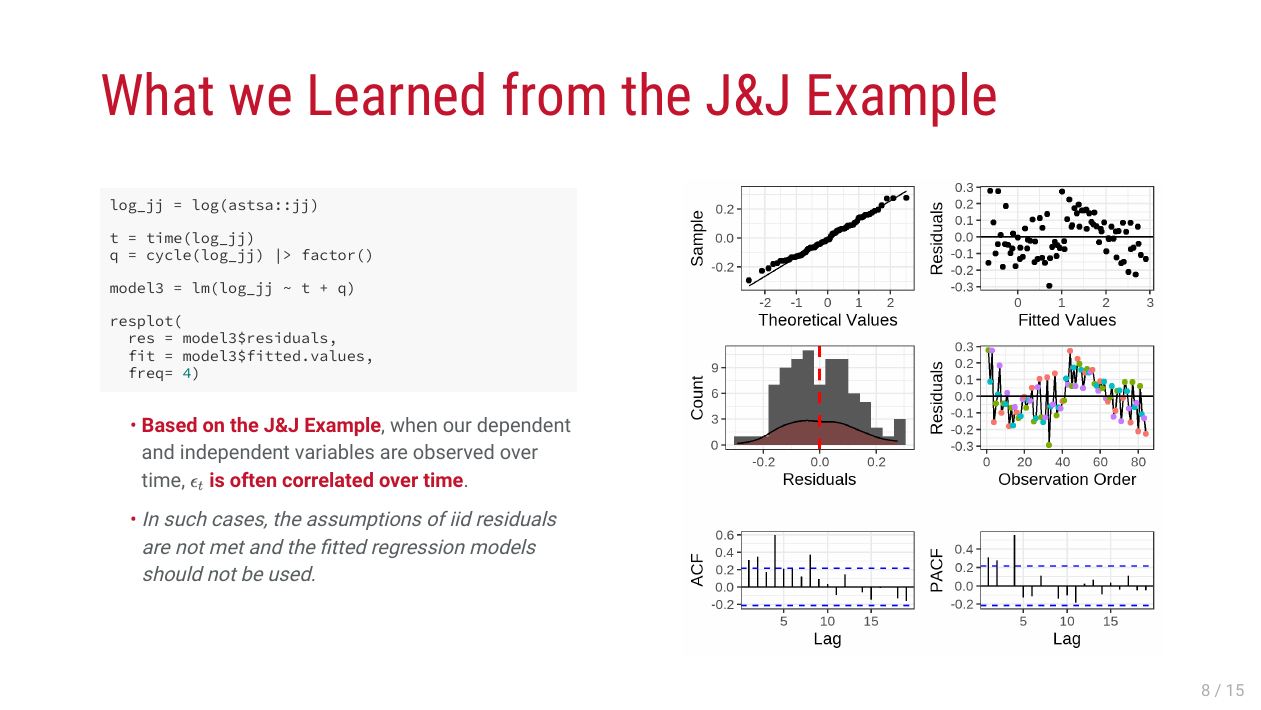 What we Learned from the J&J Example
log_jj = log(astsa::jj)
t = time(log_jj)
q = cycle(log_jj) |> factor()
model3 = lm(log_jj ~ t + q)
resplot(
  res = model3$residuals,
  fit = model3$fitted.values,
  freq= 4)
• Based on the J&J Example, when our dependent
and independent variables are observed over
time, ϵt is often correlated over time.
• In such cases, the assumptions of iid residuals
are not met and the fitted regression models
should not be used.
Sample
0.2
0.0
-0.2
-2 -1 0 1 2
Theoretical Values
Residuals
0.3
0.2
0.1
0.0
-0.1
-0.2
-0.3
0 1 2 3
Fitted Values
Count
9
6
3
0
-0.2 0.0 0.2
Residuals
Residuals
0.3
0.2
0.1
0.0
-0.1
-0.2
-0.3
0 20 40 60 80
Observation Order
ACF
0.6
0.4
0.2
0.0
-0.2
5 10 15
Lag
PACF
0.4
0.2
0.0
-0.2
5 10 15
Lag
8 / 15